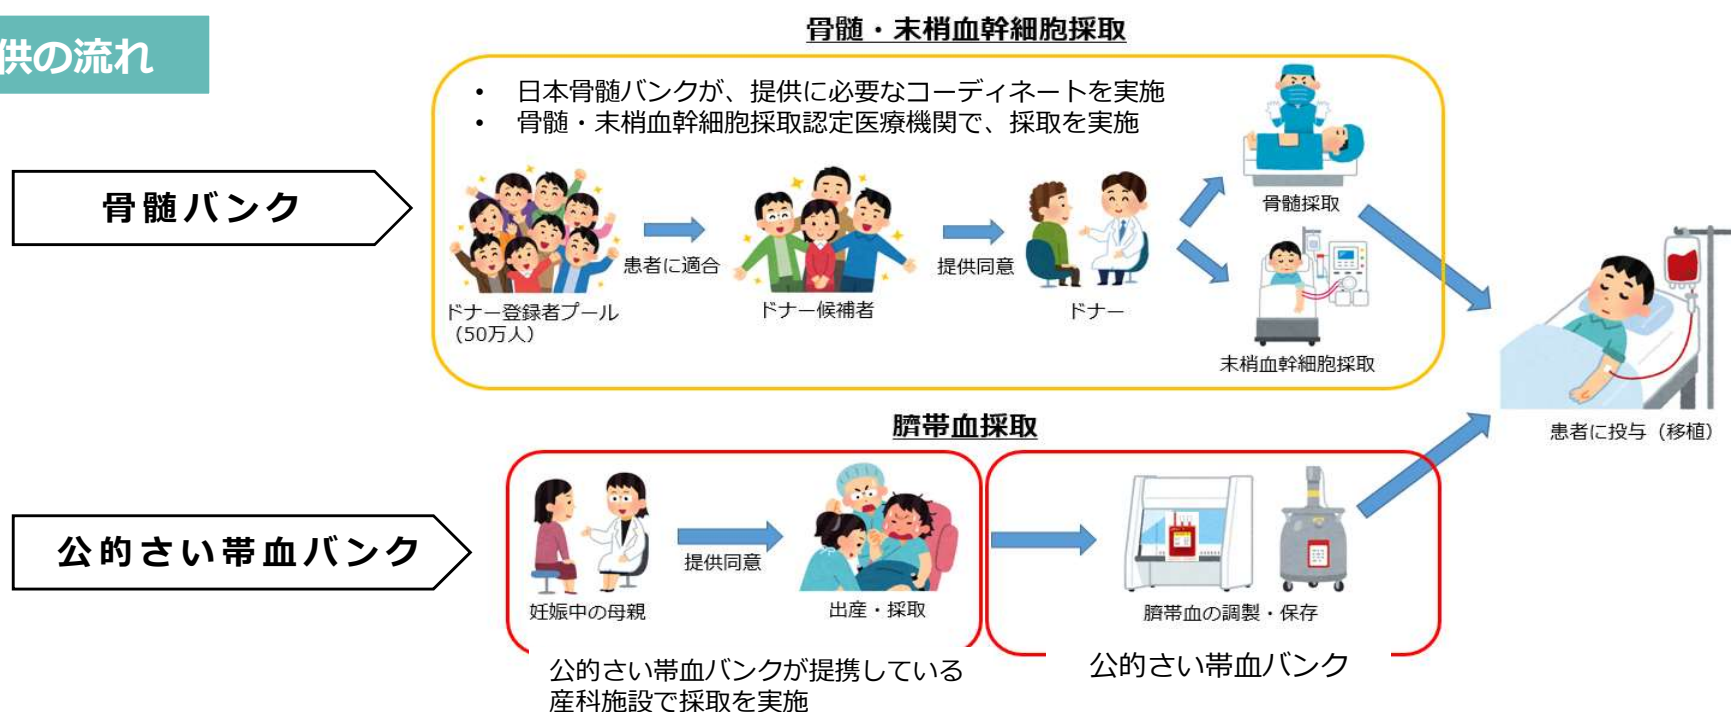 供の流れ
骨髄・末梢血幹細胞採取
• 日本骨髄バンクが、提供に必要なコーディネートを実施
• 骨髄・末梢血幹細胞採取認定医療機関で、採取を実施
骨髄バンク
患者に適合
提供同意
骨髄採取
ドナー登録者プール
（50万人）
ドナー候補者
ドナー
末梢血幹細胞採取
患者に投与（移植）
臍帯血採取
公的さい帯血バンク
提供同意
妊娠中の母親
出産・採取
臍帯血の調製・保存
公的さい帯血バンクが提携している
産科施設で採取を実施
公的さい帯血バンク